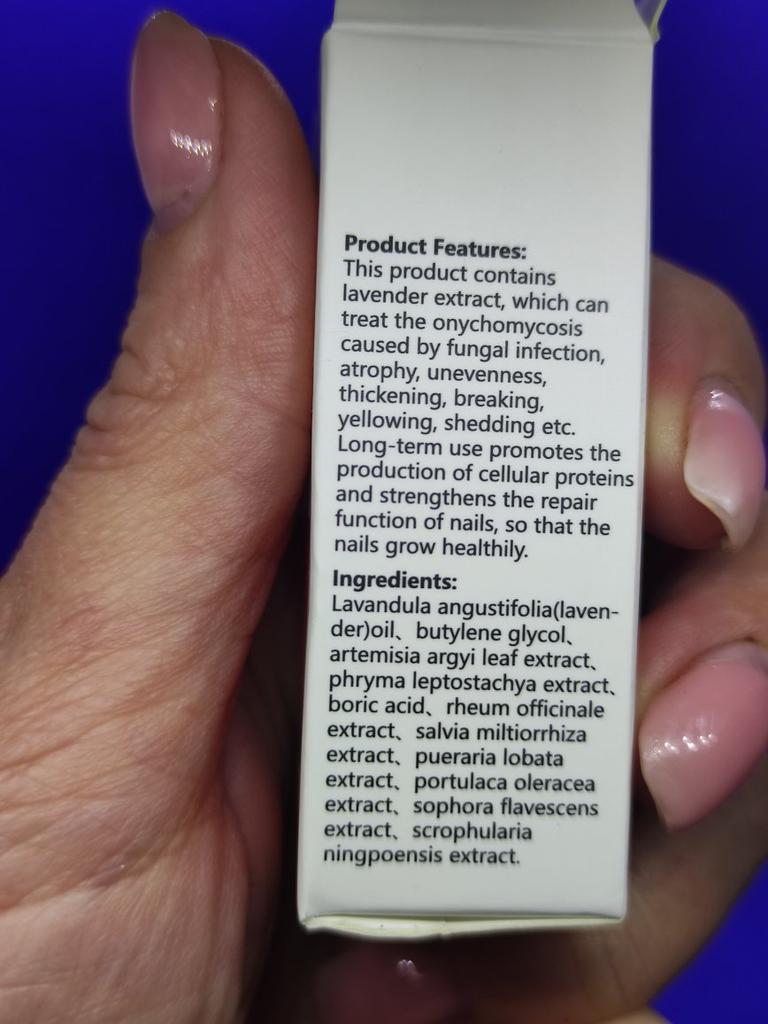 Product Features:
This product contains
lavender extract, which can
treat the onychomycosis
caused by fungal infection,
atrophy, unevenness,
thickening, breaking,
yellowing, shedding etc.
Long-term use promotes the
production of cellular proteins
and strengthens the repair
function of nails, so that the
nails grow healthily.
Ingredients:
Lavandula angustifolia(laven-
der)oil、butylene glycol、
artemisia argyi leaf extract、
phryma leptostachya extract、
boric acid、rheum officinale
extract、salvia miltiorrhiza
extract、pueraria lobata
extract、portulaca oleracea
extract、sophora flavescens
extract、scrophularia
ningpoensis extract.